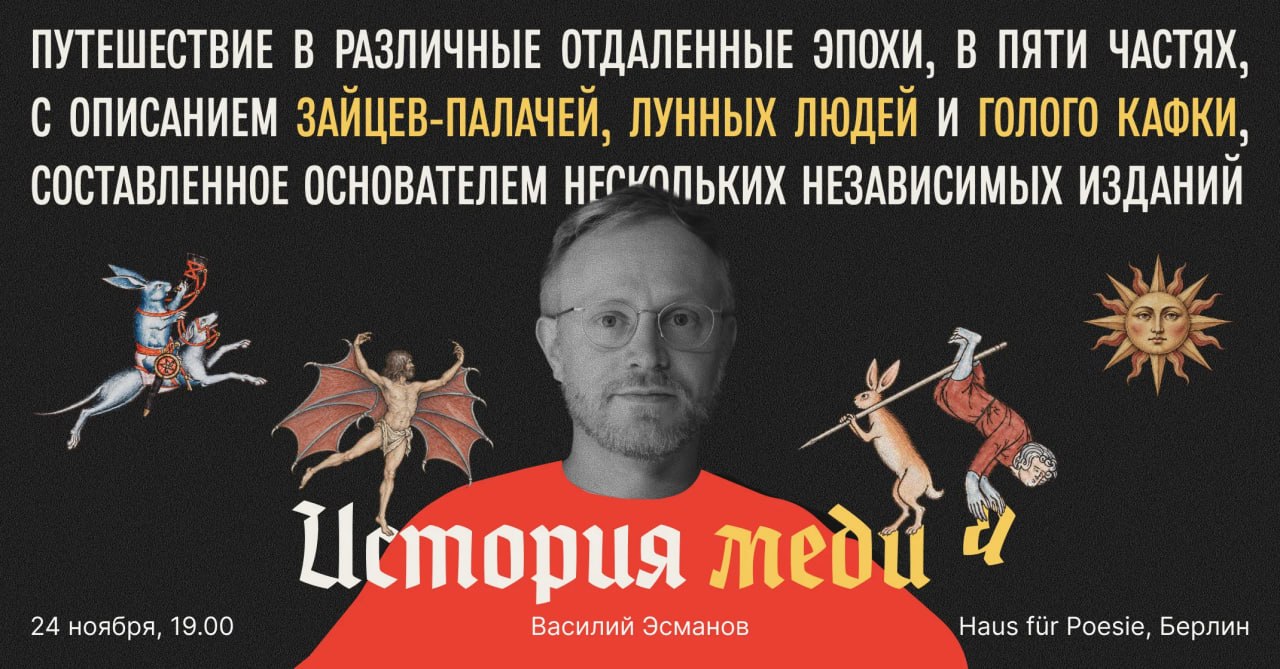 ПУТЕШЕСТВИЕ В РАЗЛИЧНЫЕ ОТДАЛЕННЫЕ ЭПОХИ, В ПЯТИ ЧАСТЯХ,
С ОПИСАНИЕМ ЗАЙЦЕВ-ПАЛАЧЕЙ, ЛУННЫХ ЛЮДЕЙ И ГОЛОГО КАФКИ,
СОСТАВЛЕННОЕ ОСНОВАТЕЛЕМ НЕСКОЛЬКИХ НЕЗАВИСИМЫХ ИЗДАНИЙ
История медиа
24 ноября, 19.00
Василий Эсманов
Haus für Poesie, Берлин